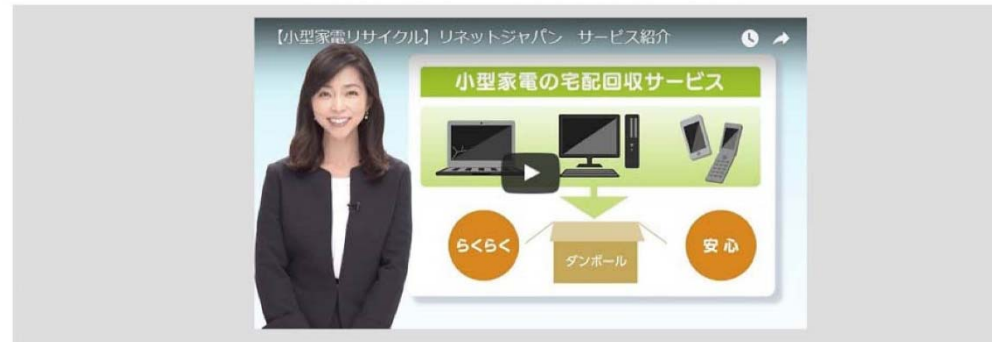 【小型家電リサイクル】リネットジャパン　サービス紹介
小型家電の宅配回収サービス
らくらく
ダンボール
安心